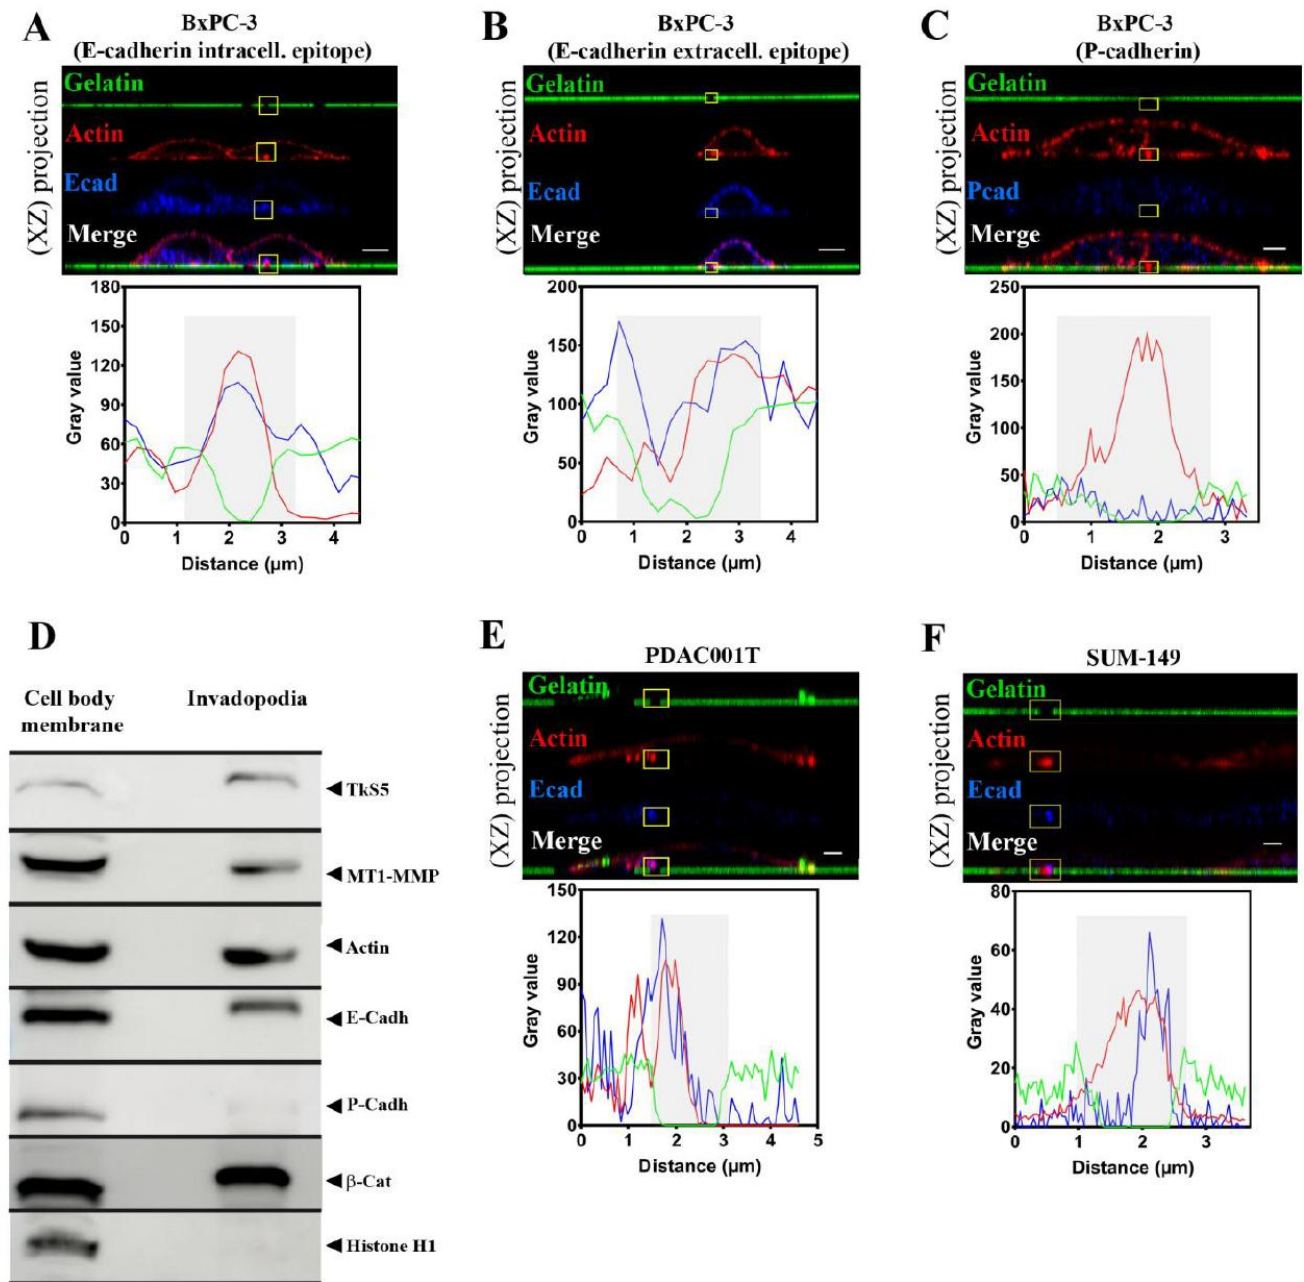 A
BxPC-3
(E-cadherin intracell. epitope)
(XZ) projection
Gelatin
Actin
Ecad
Merge
Gray value
180
150
120
90
60
30
0
0 1 2 3 4
Distance (μm)
B
BxPC-3
(E-cadherin extracell. epitope)
(XZ) projection
Gelatin
Actin
Ecad
Merge
Gray value
200
150
100
50
0
0 1 2 3 4
Distance (μm)
C
BxPC-3
(P-cadherin)
(XZ) projection
Gelatin
Actin
Pcad
Merge
Gray value
250
200
150
100
50
0
0 1 2 3
Distance (μm)
D
Cell body
membrane
Invadopodia
TkS5
MT1-MMP
Actin
E-Cadh
P-Cadh
β-Cat
Histone H1
E
PDAC001T
(XZ) projection
Gelatin
Actin
Ecad
Merge
Gray value
150
120
90
60
30
0
0 1 2 3 4 5
Distance (μm)
F
SUM-149
(XZ) projection
Gelatin
Actin
Ecad
Merge
Gray value
80
60
40
20
0
0 1 2 3
Distance (μm)